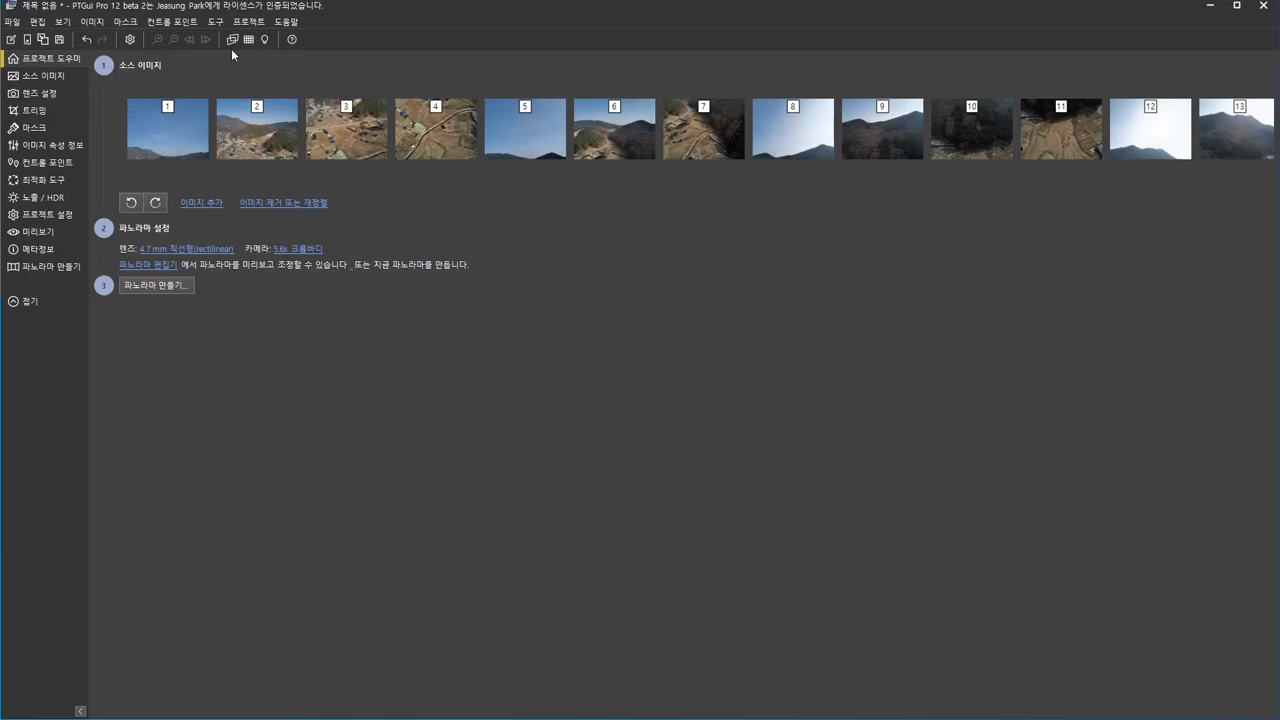 제목 없음 * - PTGui Pro 12 beta 2는 Jeasung Park에게 라이센스가 인증되었습니다.
파일 편집 보기 이미지 마스크 컨트롤 포인트 도구 프로젝트 도움말
프로젝트 도우미
소스 이미지
렌즈 설정
트리밍
마스크
이미지 속성 정보
컨트롤 포인트
최적화 도구
노출 / HDR
프로젝트 설정
미리보기
메타정보
파노라마 만들기
접기
1 소스 이미지
1 2 3 4 5 6 7 8 9 10 11 12 13
이미지 추가 이미지 제거 또는 재정렬
2 파노라마 설정
렌즈: 4.7 mm 직선형(rectilinear) 카메라: 5.6x 크롭바디
파노라마 편집기 에서 파노라마를 미리보고 조정할 수 있습니다 . 또는 지금 파노라마를 만듭니다.
3 파노라마 만들기...